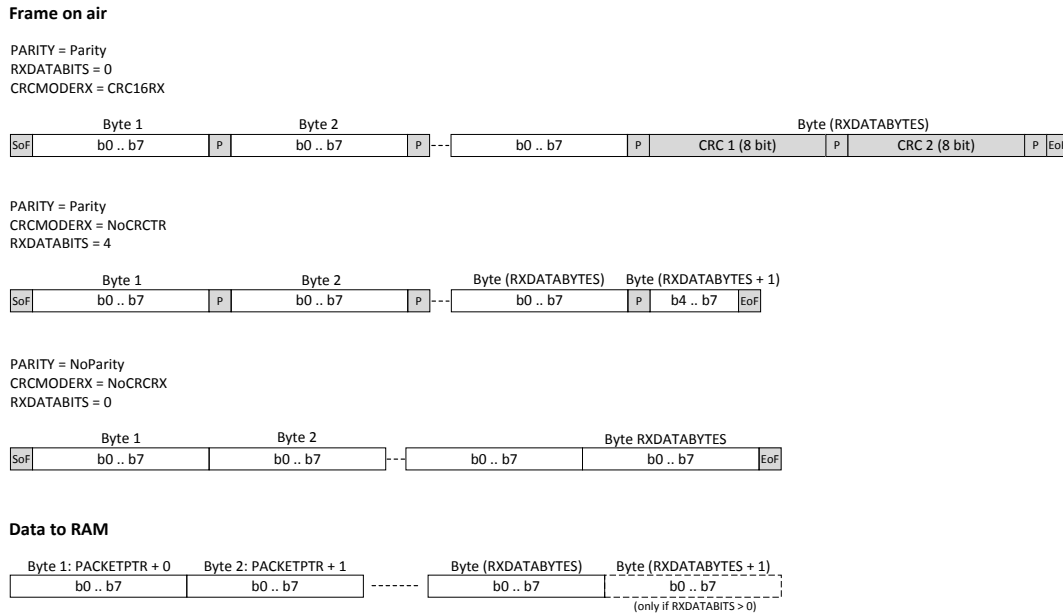 Frame on air
PARITY = Parity
RXDATABITS = 0
CRCMODERX = CRC16RX
Byte 1 Byte 2 Byte (RXDATABYTES)
SoF b0 .. b7 P b0 .. b7 P b0 .. b7 P CRC 1 (8 bit) P CRC 2 (8 bit) P EoF
PARITY = Parity
CRCMODERX = NoCRCTR
RXDATABITS = 4
Byte 1 Byte 2 Byte (RXDATABYTES) Byte (RXDATABYTES + 1)
SoF b0 .. b7 P b0 .. b7 P b0 .. b7 P b4 .. b7 EoF
PARITY = NoParity
CRCMODERX = NoCRCRX
RXDATABITS = 0
Byte 1 Byte 2 Byte RXDATABYTES
SoF b0 .. b7 b0 .. b7 b0 .. b7 b0 .. b7 EoF
Data to RAM
Byte 1: PACKETPTR + 0 Byte 2: PACKETPTR + 1 Byte (RXDATABYTES) Byte (RXDATABYTES + 1)
b0 .. b7 b0 .. b7 b0 .. b7 b0 .. b7
(only if RXDATABITS > 0)